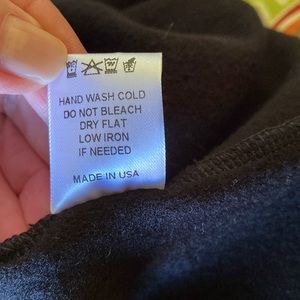 HAND WASH COLD
DO NOT BLEACH
DRY FLAT
LOW IRON
IF NEEDED
MADE IN USA